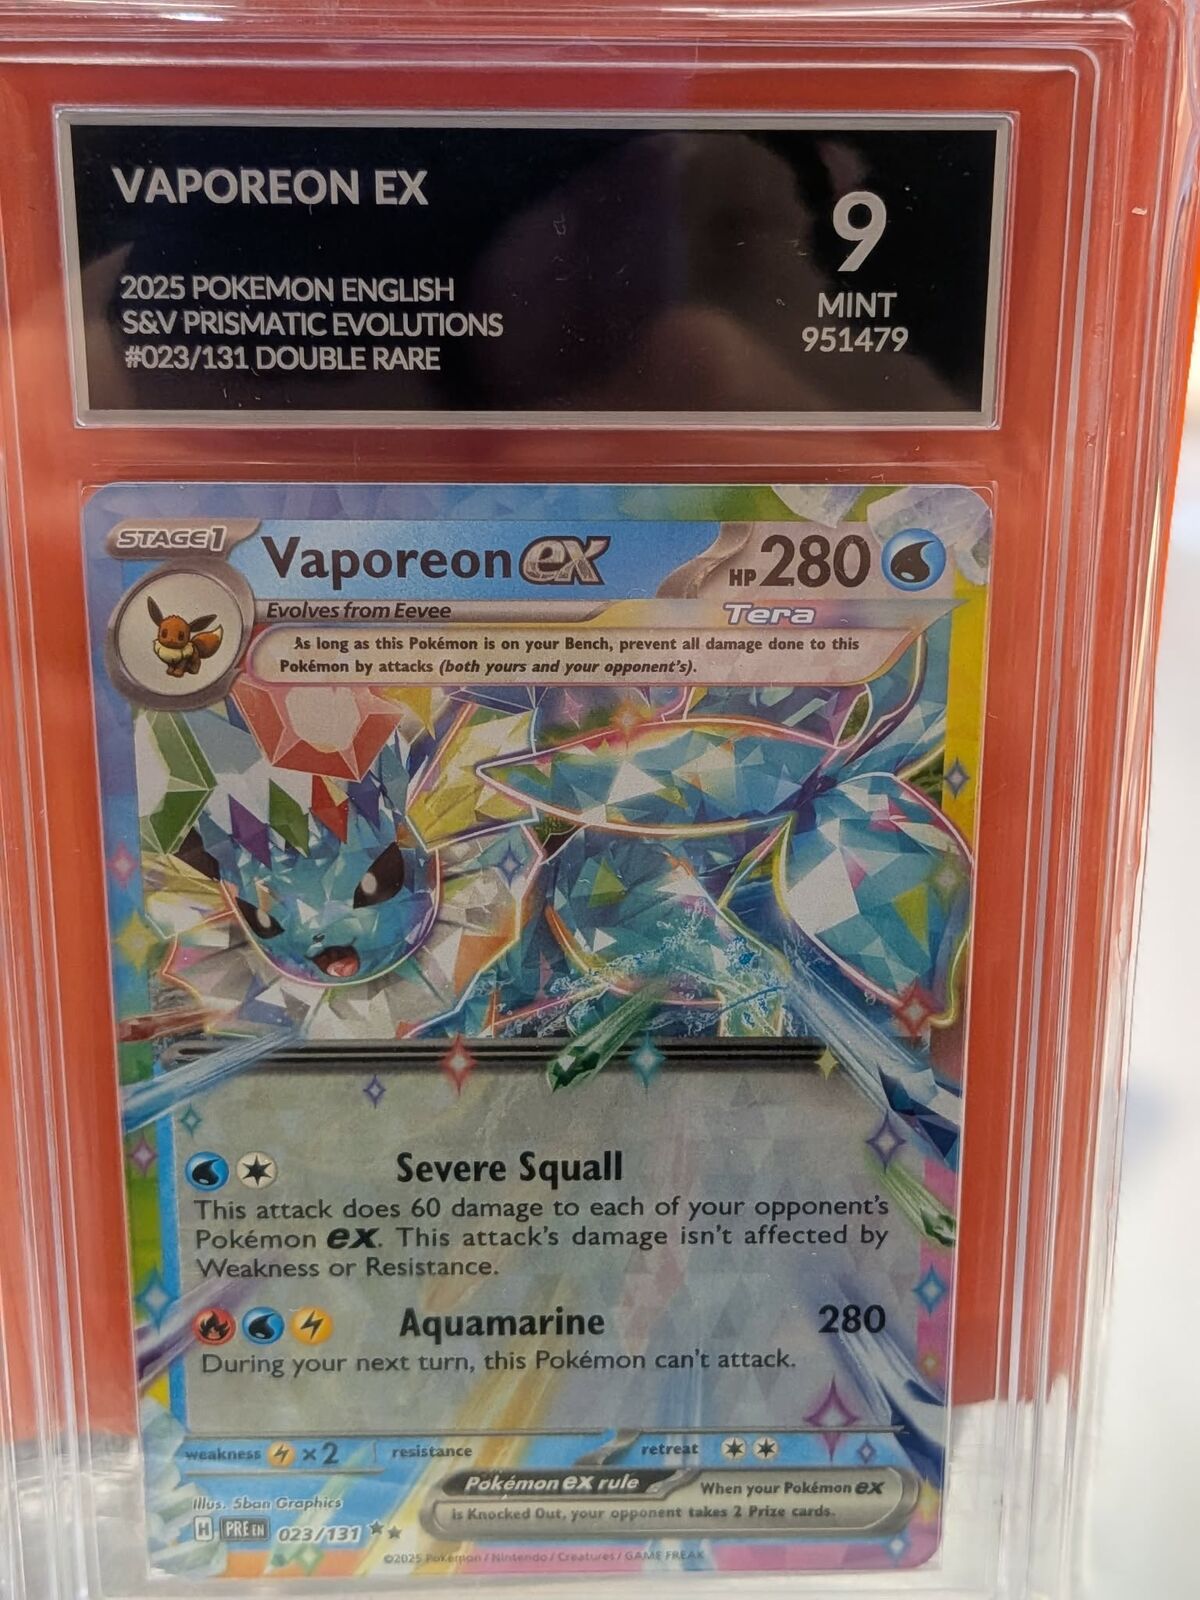 VAPOREON EX
2025 POKEMON ENGLISH
S&V PRISMATIC EVOLUTIONS
#023/131 DOUBLE RARE
9
MINT
951479
STAGE1
Vaporeon ex
HP 280
Evolves from Eevee
Tera
As long as this Pokémon is on your Bench, prevent all damage done to this
Pokémon by attacks (both yours and your opponent's).
Severe Squall
This attack does 60 damage to each of your opponent's
Pokémon ex. This attack's damage isn't affected by
Weakness or Resistance.
Aquamarine 280
During your next turn, this Pokémon can't attack.
weakness x2 resistance retreat
Pokémon ex rule When your Pokémon ex
is Knocked Out, your opponent takes 2 Prize cards.
Illus. 5ban Graphics
H PRE EN 023/131
©2025 Pokémon / Nintendo / Creatures / GAME FREAK